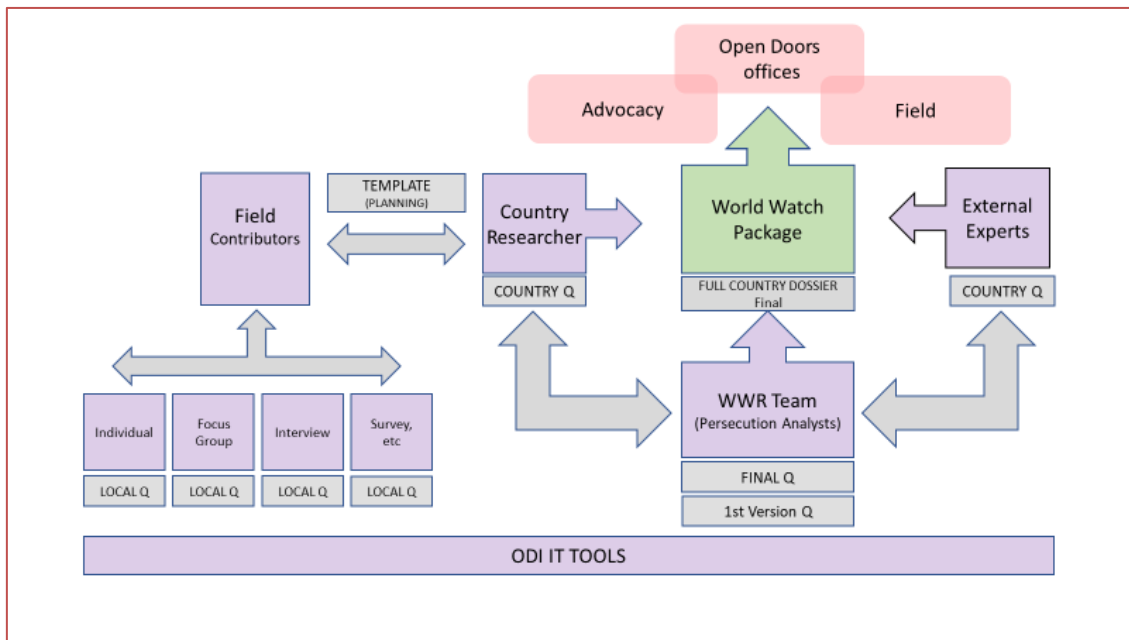 Open Doors
offices
Advocacy
Field
Field
Contributors
TEMPLATE
(PLANNING)
Country
Researcher
COUNTRY Q
World Watch
Package
FULL COUNTRY DOSSIER
Final
External
Experts
COUNTRY Q
Individual
LOCAL Q
Focus
Group
LOCAL Q
Interview
LOCAL Q
Survey,
etc
LOCAL Q
WWR Team
(Persecution Analysts)
FINAL Q
1st Version Q
ODI IT TOOLS